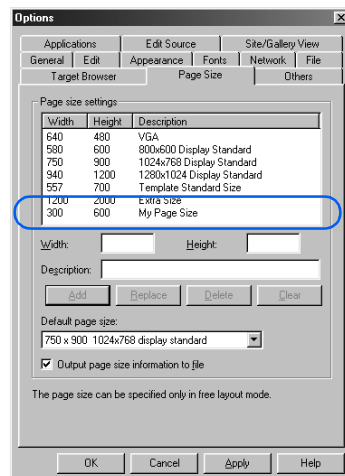 Options
Applications Edit Source Site/Gallery View
General Edit Appearance Fonts Network File
Target Browser Page Size Others
Page size settings
Width Height Description
640 480 VGA
580 600 800x600 Display Standard
750 900 1024x768 Display Standard
940 1200 1280x1024 Display Standard
557 700 Template Standard Size
1200 2000 Extra Size
300 600 My Page Size
Width: Height:
Description:
Add Replace Delete Clear
Default page size:
750 x 900 1024x768 display standard
Output page size information to file
The page size can be specified only in free layout mode.
OK Cancel Apply Help